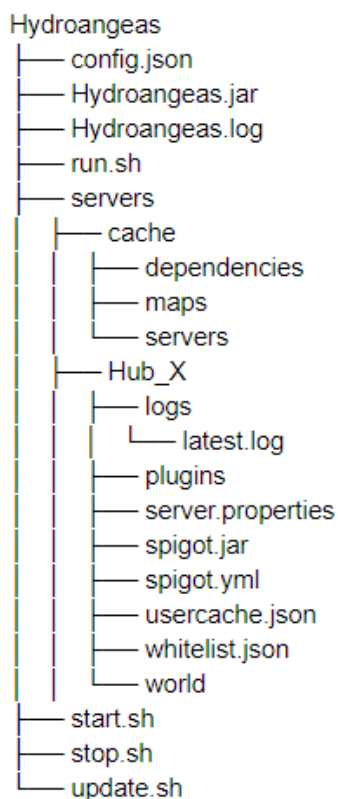 Hydroangeas
├── config.json
├── Hydroangeas.jar
├── Hydroangeas.log
├── run.sh
├── servers
│   ├── cache
│   │   ├── dependencies
│   │   ├── maps
│   │   └── servers
│   ├── Hub_X
│   │   ├── logs
│   │   │   └── latest.log
│   │   ├── plugins
│   │   ├── server.properties
│   │   ├── spigot.jar
│   │   ├── spigot.yml
│   │   ├── usercache.json
│   │   ├── whitelist.json
│   │   └── world
├── start.sh
├── stop.sh
└── update.sh